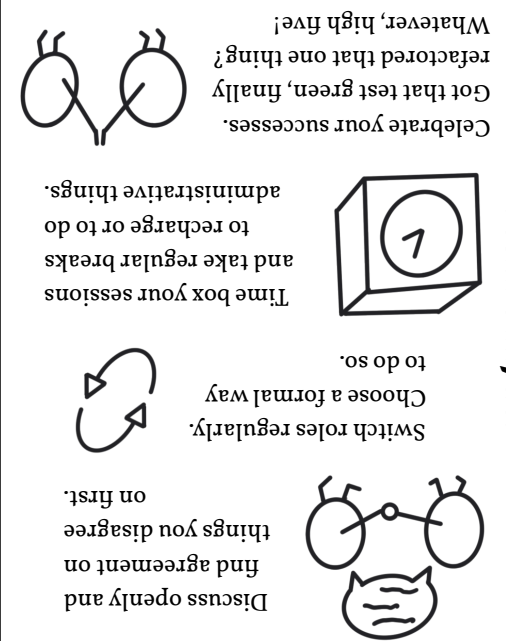 Discuss openly and
find agreement on
things you disagree
on first.
Switch roles regularly.
Choose a formal way
to do so.
Time box your sessions
and take regular breaks
to recharge or to do
administrative things.
Celebrate your successes.
Got that test green, finally
refactored that one thing?
Whatever, high five!